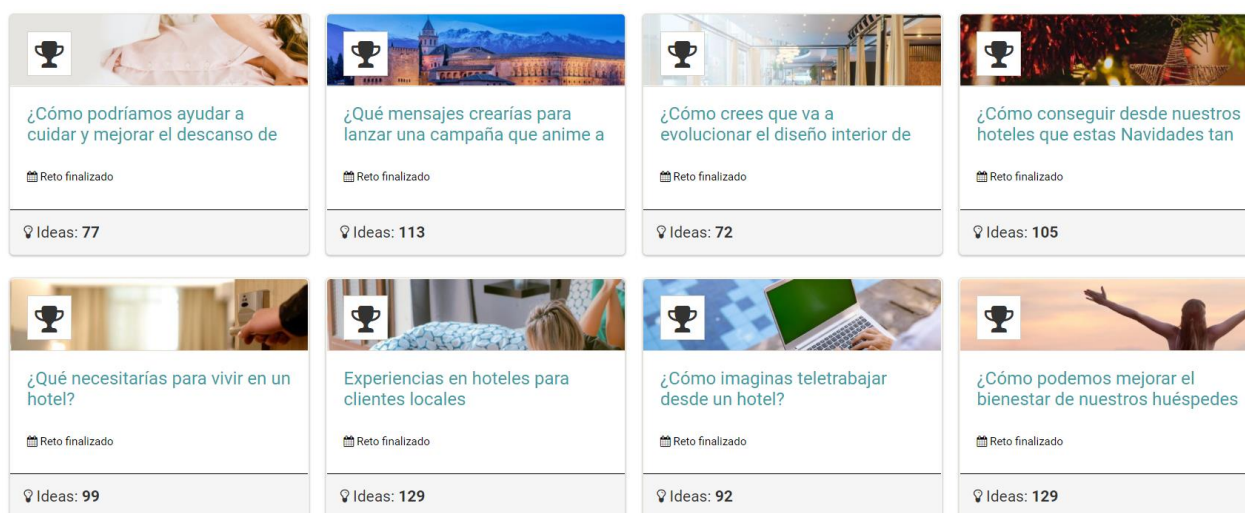 ¿Cómo podríamos ayudar a
cuidar y mejorar el descanso de
Reto finalizado
Ideas: 77
¿Qué mensajes crearías para
lanzar una campaña que anime a
Reto finalizado
Ideas: 113
¿Cómo crees que va a
evolucionar el diseño interior de
Reto finalizado
Ideas: 72
¿Cómo conseguir desde nuestros
hoteles que estas Navidades tan
Reto finalizado
Ideas: 105
¿Qué necesitarías para vivir en un
hotel?
Reto finalizado
Ideas: 99
Experiencias en hoteles para
clientes locales
Reto finalizado
Ideas: 129
¿Cómo imaginas teletrabajar
desde un hotel?
Reto finalizado
Ideas: 92
¿Cómo podemos mejorar el
bienestar de nuestros huéspedes
Reto finalizado
Ideas: 129